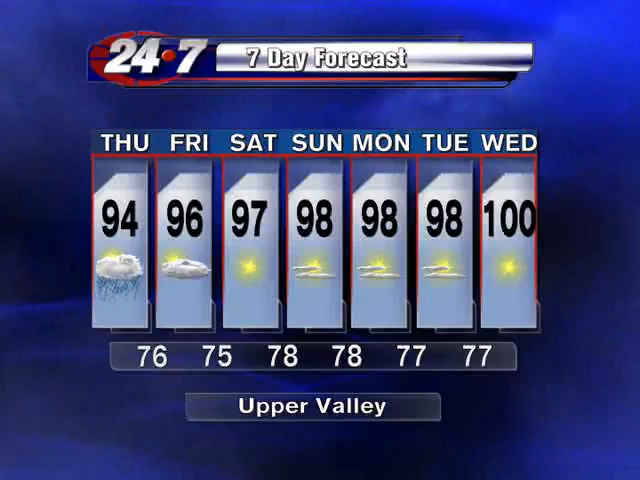 24·7 7 Day Forecast
THU FRI SAT SUN MON TUE WED
94 96 97 98 98 98 100
76 75 78 78 77 77
Upper Valley